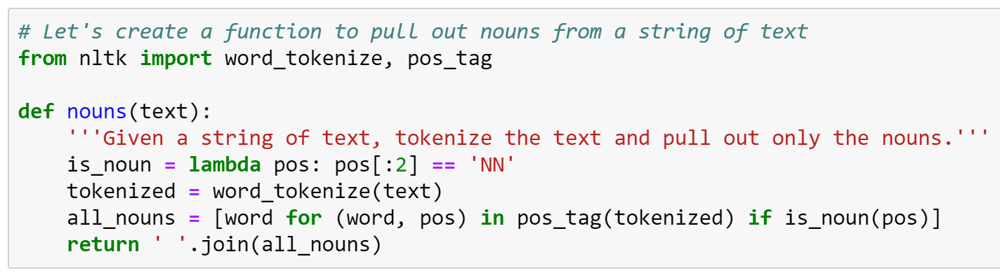 # Let's create a function to pull out nouns from a string of text
from nltk import word_tokenize, pos_tag

def nouns(text):
    '''Given a string of text, tokenize the text and pull out only the nouns.'''
    is_noun = lambda pos: pos[:2] == 'NN'
    tokenized = word_tokenize(text)
    all_nouns = [word for (word, pos) in pos_tag(tokenized) if is_noun(pos)]
    return ' '.join(all_nouns)